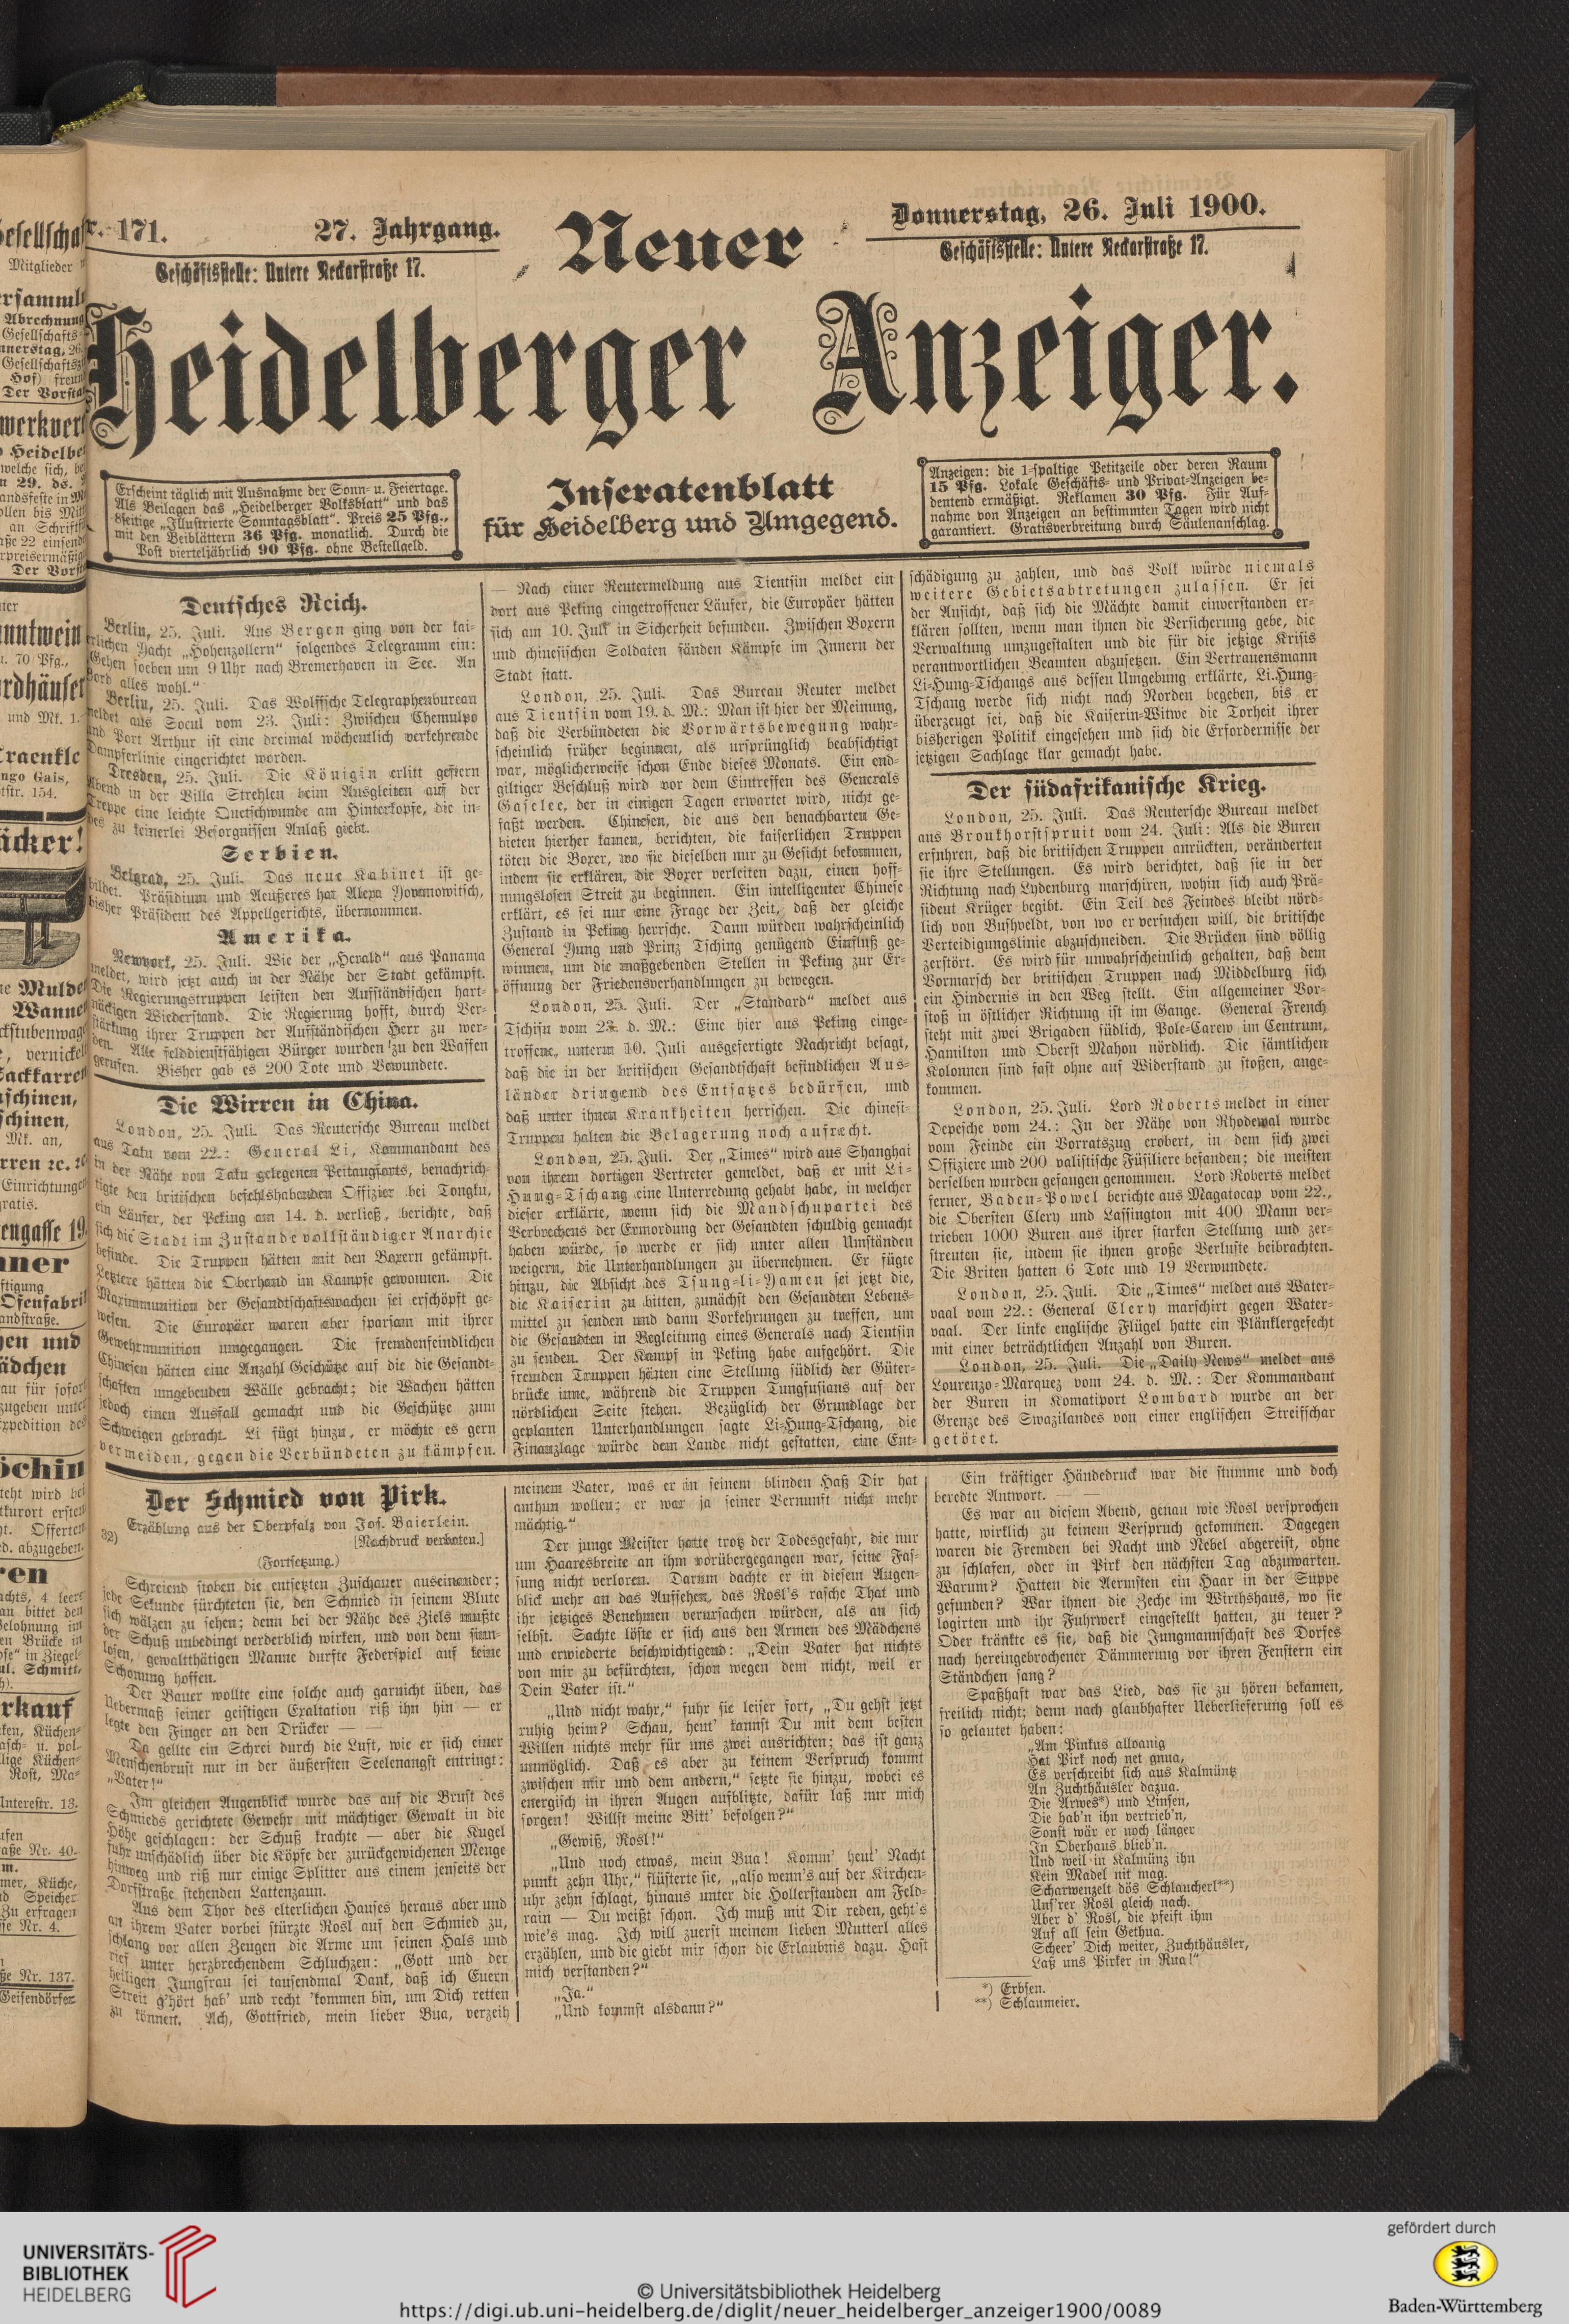 r. 171.
27. Jahrgang.
Geschäftsstelle: Untere Neckarstraße 17.
Neuer
Donnerstag, 26. Juli 1900.
Geschäftsstelle: Untere Neckarstraße 17.
Heidelberger Anzeiger.
Erscheint täglich mit Ausnahme der Sonn- u. Feiertage.
Als Beilagen das „Heidelberger Volksblatt“ und das
8seitige „Illustrierte Sonntagsblatt“. Preis 25 Pfg.,
mit den Beiblättern 36 Pfg. monatlich. Durch die
Post vierteljährlich 90 Pfg. ohne Bestellgeld.
Inseratenblatt
für Heidelberg und Umgegend.
Anzeigen: die 1-spaltige Petitzeile oder deren Raum
15 Pfg. Lokale Geschäfts- und Privat-Anzeigen be-
deutend ermäßigt. Reklamen 30 Pfg. Für Auf-
nahme von Anzeigen an bestimmten Tagen wird nicht
garantiert. Gratisverbreitung durch Säulenanschlag.
Deutsches Reich.
Berlin, 25. Juli. Aus Bergen ging von der kai-
erlichen Yacht „Hohenzollern“ folgendes Telegramm ein:
„Gehen soeben um 9 Uhr nach Bremerhaven in See. An
Bord alles wohl.“
Berlin, 25. Juli. Das Wolffsche Telegraphenbureau
meldet aus Soeul vom 23. Juli: Zwischen Chemulpo
und Port Arthur ist eine dreimal wöchentlich verkehrende
Dampferlinie eingerichtet worden.
Dresden, 25. Juli. Die Königin erlitt gestern
Abend in der Villa Strehlen beim Ausgleiten auf der
Treppe eine leichte Quetschwunde am Hinterkopfe, die in-
des zu keinerlei Besorgnissen Anlaß giebt.
Serbien.
Belgrad, 25. Juli. Das neue Kabinet ist ge-
bildet. Präsidium und Aeußeres hat Alexa Yovanowitsch,
bisher Präsident des Appellgerichts, übernommen.
Amerika.
Newyork, 25. Juli. Wie der „Herald“ aus Panama
meldet, wird jetzt auch in der Nähe der Stadt gekämpft.
Die Regierungstruppen leisten den Aufständischen hart-
näckigen Wiederstand. Die Regierung hofft, durch Ver-
stärkung ihrer Truppen der Aufständischen Herr zu wer-
den. Alle felddienstfähigen Bürger wurden zu den Waffen
gerufen. Bisher gab es 200 Tote und Verwundete.
Die Wirren in China.
London, 25. Juli. Das Reutersche Bureau meldet
aus Taku vom 22.: General Li, Kommandant des
in der Nähe von Taku gelegenen Peitangforts, benachrich-
tigte den britischen befehlshabenden Offizier bei Tongku,
ein Läufer, der Peking am 14. d. verließ, berichte, daß
sich die Stadt im Zustande vollständiger Anarchie
befinde. Die Truppen hätten mit den Boxern gekämpft.
Letztere hätten die Oberhand im Kampfe gewonnen. Die
Maximmunition der Gesandtschaftswachen sei erschöpft ge-
wesen. Die Europäer waren aber sparsam mit ihrer
Gewehrmunition umgegangen. Die fremdenfeindlichen
Chinesen hätten eine Anzahl Geschütze auf die die Gesandt-
schaften umgebenden Wälle gebracht; die Wachen hätten
jedoch einen Ausfall gemacht und die Geschütze zum
Schweigen gebracht. Li fügt hinzu, er möchte es gern
vermeiden, gegen die Verbündeten zu kämpfen.
— Nach einer Reutermeldung aus Tientsin meldet ein
dort aus Peking eingetroffener Läufer, die Europäer hätten
sich am 10. Juli in Sicherheit befunden. Zwischen Boxern
und chinesischen Soldaten fänden Kämpfe im Innern der
Stadt statt.
London, 25. Juli. Das Bureau Reuter meldet
aus Tientsin vom 19. d. M.: Man ist hier der Meinung,
daß die Verbündeten die Vorwärtsbewegung wahr-
scheinlich früher beginnen, als ursprünglich beabsichtigt
war, möglicherweise schon Ende dieses Monats. Ein end-
giltiger Beschluß wird vor dem Eintreffen des Generals
Gaselee, der in einigen Tagen erwartet wird, nicht ge-
faßt werden. Chinesen, die aus den benachbarten Ge-
bieten hierher kamen, berichten, die kaiserlichen Truppen
töten die Boxer, wo sie dieselben nur zu Gesicht bekommen,
indem sie erklären, die Boxer verleiten dazu, einen hoff-
nungslosen Streit zu beginnen. Ein intelligenter Chinese
erklärt, es sei nur eine Frage der Zeit, daß der gleiche
Zustand in Peking herrsche. Dann würden wahrscheinlich
General Yung und Prinz Tsching genügend Einfluß ge-
winnen, um die maßgebenden Stellen in Peking zur Er-
öffnung der Friedensverhandlungen zu bewegen.
London, 25. Juli. Der „Standard“ meldet aus
Tschifu vom d. M.: Eine hier aus Peking einge-
troffene, unterm 10. Juli ausgefertigte Nachricht besagt,
daß die in der britischen Gesandtschaft befindlichen Aus-
länder dringend des Entsatzes bedürfen, und
daß unter ihnen Krankheiten herrschen. Die chinesi-
Truppen halten die Belagerung noch aufrecht.
London, 25. Juli. Der „Times“ wird aus Shanghai
von ihrem dortigen Vertreter gemeldet, daß er mit Li-
Hung-Tschang eine Unterredung gehabt habe, in welcher
dieser erklärte, wenn sich die Mandschupartei des
Verbrechens der Ermordung der Gesandten schuldig gemacht
haben würde, so werde er sich unter allen Umständen
weigern, die Unterhandlungen zu übernehmen. Er fügte
hinzu, die Absicht des Tsung-li-Yamen sei jetzt die,
die Kaiserin zu bitten, zunächst den Gesandten Lebens-
mittel zu senden und dann Vorkehrungen zu treffen, um
die Gesandten in Begleitung eines Generals nach Tientsin
zu senden. Der Kampf in Peking habe aufgehört. Die
fremden Truppen hätten eine Stellung südlich der Güter-
brücke inne, während die Truppen Tungfusians auf der
nördlichen Seite stehen. Bezüglich der Grundlage der
geplanten Unterhandlungen sagte Li-Hung-Tschang, die
Finanzlage würde dem Lande nicht gestatten, eine Ent-
schädigung zu zahlen, und das Volk würde niemals
weitere Gebietsabtretungen zulassen. Er sei
der Ansicht, daß sich die Mächte damit einverstanden er-
klären sollten, wenn man ihnen die Versicherung gebe, die
Verwaltung umzugestalten und die für die jetzige Krisis
verantwortlichen Beamten abzusetzen. Ein Vertrauensmann
Li-Hung-Tschangs aus dessen Umgebung erklärte, Li-Hung-
Tschang werde sich nicht nach Norden begeben, bis er
überzeugt sei, daß die Kaiserin-Witwe die Torheit ihrer
bisherigen Politik eingesehen und sich die Erfordernisse der
jetzigen Sachlage klar gemacht habe.
Der südafrikanische Krieg.
London, 25. Juli. Das Reutersche Bureau meldet
aus Bronkhorstspruit vom 24. Juli: Als die Buren
erfuhren, daß die britischen Truppen anrückten, veränderten
sie ihre Stellungen. Es wird berichtet, daß sie in der
Richtung nach Lydenburg marschiren, wohin sich auch Prä-
sident Krüger begibt. Ein Teil des Feindes bleibt nörd-
lich von Bushveldt, von wo er versuchen will, die britische
Verteidigungslinie abzuschneiden. Die Brücken sind völlig
zerstört. Es wird für unwahrscheinlich gehalten, daß dem
Vormarsch der britischen Truppen nach Middelburg sich
ein Hindernis in den Weg stellt. Ein allgemeiner Vor-
stoß in östlicher Richtung ist im Gange. General French
steht mit zwei Brigaden südlich, Pole-Carew im Centrum,
Hamilton und Oberst Mahon nördlich. Die sämtlichen
Kolonnen sind fast ohne auf Widerstand zu stoßen, ange-
kommen.
London, 25. Juli. Lord Roberts meldet in einer
Depesche vom 24.: In der Nähe von Rhodewal wurde
vom Feinde ein Vorratszug erobert, in dem sich zwei
Offiziere und 200 valistische Füsiliere befanden; die meisten
derselben wurden gefangen genommen. Lord Roberts meldet
ferner, Baden-Powel berichte aus Magatocap vom 22.,
die Obersten Clery und Lassington mit 400 Mann ver-
trieben 1000 Buren aus ihrer starken Stellung und zer-
streuten sie, indem sie ihnen große Verluste beibrachten.
Die Briten hatten 6 Tote und 19 Verwundete.
London, 25. Juli. Die „Times“ meldet aus Water-
vaal vom 22.: General Clery marschirt gegen Water-
vaal. Der linke englische Flügel hatte ein Plänklergefecht
mit einer beträchtlichen Anzahl von Buren.
London, 25. Juli. Die „Daily News“ meldet aus
Lourenzo-Marquez vom 24. d. M.: Der Kommandant
der Buren in Komatiport Lombard wurde an der
Grenze des Swazilandes von einer englischen Streifschar
getötet.
Der Schmied von Pirk.
Erzählung aus der Oberpfalz von Jos. Baierlein.
32)
[Nachdruck verboten.]
(Fortsetzung.)
Schreiend stoben die entsetzten Zuschauer auseinander;
jede Sekunde fürchteten sie, den Schmied in seinem Blute
sich wälzen zu sehen; denn bei der Nähe des Ziels mußte
der Schuß unbedingt verderblich wirken, und von dem sinn-
losen, gewaltthätigen Manne durfte Federspiel auf keine
Schonung hoffen.
Der Bauer wollte eine solche auch garnicht üben, das
Uebermaß seiner geistigen Exaltation riß ihn hin — er
legte den Finger an den Drücker — —
Da gellte ein Schrei durch die Luft, wie er sich einer
Menschenbrust nur in der äußersten Seelenangst entringt:
„Vater!“
Im gleichen Augenblick wurde das auf die Brust des
Schmieds gerichtete Gewehr mit mächtiger Gewalt in die
Höhe geschlagen: der Schuß krachte — aber die Kugel
fuhr unschädlich über die Köpfe der zurückgewichenen Menge
hinweg und riß nur einige Splitter aus einem jenseits der
Dorfstraße stehenden Lattenzaun.
Aus dem Thor des elterlichen Hauses heraus aber und
an ihrem Vater vorbei stürzte Rosl auf den Schmied zu,
schlang vor allen Zeugen die Arme um seinen Hals und
rief unter herzbrechendem Schluchzen: „Gott und der
heiligen Jungfrau sei tausendmal Dank, daß ich Euern
Streit g'hört hab' und recht 'kommen bin, um Dich retten
zu können. Ach, Gottfried, mein lieber Bua, verzeih
meinem Vater, was er in seinem blinden Haß Dir hat
anthun wollen; er war ja seiner Vernunft nicht mehr
mächtig.“
Der junge Meister hatte trotz der Todesgefahr, die nur
um Haaresbreite an ihm vorübergegangen war, seine Fas-
sung nicht verloren. Darum dachte er in diesem Augen-
blick mehr an das Aufsehen, das Rosl's rasche That und
ihr jetziges Benehmen verursachen würden, als an sich
selbst. Sachte löste er sich aus den Armen des Mädchens
und erwiederte beschwichtigend: „Dein Vater hat nichts
von mir zu befürchten, schon wegen dem nicht, weil er
Dein Vater ist.“
„Und nicht wahr,“ fuhr sie leiser fort, „Du gehst jetzt
ruhig heim? Schau, heut' kannst Du mit dem besten
Willen nichts mehr für uns zwei ausrichten; das ist ganz
unmöglich. Daß es aber zu keinem Verspruch kommt
zwischen mir und dem andern,“ setzte sie hinzu, wobei es
energisch in ihren Augen aufblitzte, dafür laß nur mich
sorgen! Willst meine Bitt' befolgen?“
„Gewiß, Rosl!“
„Und noch etwas, mein Bua! Komm' heut' Nacht
punkt zehn Uhr,“ flüsterte sie, „also wenn's auf der Kirchen-
uhr zehn schlagt, hinaus unter die Hollerstauden am Feld-
rain — Du weißt schon. Ich muß mit Dir reden, geht's
wie's mag. Ich will zuerst meinem lieben Mutterl alles
erzählen, und die giebt mir schon die Erlaubnis dazu. Hast
mich verstanden?“
„Ja.“
„Und kommst alsdann?“
Ein kräftiger Händedruck war die stumme und doch
beredte Antwort. — —
Es war an diesem Abend, genau wie Rosl versprochen
hatte, wirklich zu keinem Verspruch gekommen. Dagegen
waren die Fremden bei Nacht und Nebel abgereist, ohne
zu schlafen, oder in Pirk den nächsten Tag abzuwarten.
Warum? Hatten die Aermsten ein Haar in der Suppe
gefunden? War ihnen die Zeche im Wirthshaus, wo sie
logirten und ihr Fuhrwerk eingestellt hatten, zu teuer?
Oder kränkte es sie, daß die Jungmannschaft des Dorfes
nach hereingebrochener Dämmerung vor ihren Fenstern ein
Ständchen sang?
Spaßhaft war das Lied, das sie zu hören bekamen,
freilich nicht; denn nach glaubhafter Ueberlieferung soll es
so gelautet haben:
„Am Pinkus alloanig
Hat Pirk noch net gnua,
Es verschreibt sich aus Kalmüntz
An Zuchthäusler dazua.
Die Arwes*) und Linsen,
Die hab'n ihn vertrieb'n,
Sonst wär er noch länger
In Oberhaus blieb'n.
Und weil in Kalmünz ihn
Kein Madel nit mag.
Scharwenzelt dös Schlaucherl**)
Uns'rer Rosl gleich nach.
Aber d' Rosl, die pfeift ihm
Auf all sein Gethua.
Scheer' Dich weiter, Zuchthäusler,
Laß uns Pirker in Rua!“
*) Erbsen.
**) Schlaumeier.
UNIVERSITÄTS-
BIBLIOTHEK
HEIDELBERG
© Universitätsbibliothek Heidelberg
https://digi.ub.uni-heidelberg.de/diglit/neuer_heidelberger_anzeiger1900/0089
gefördert durch
Baden-Württemberg